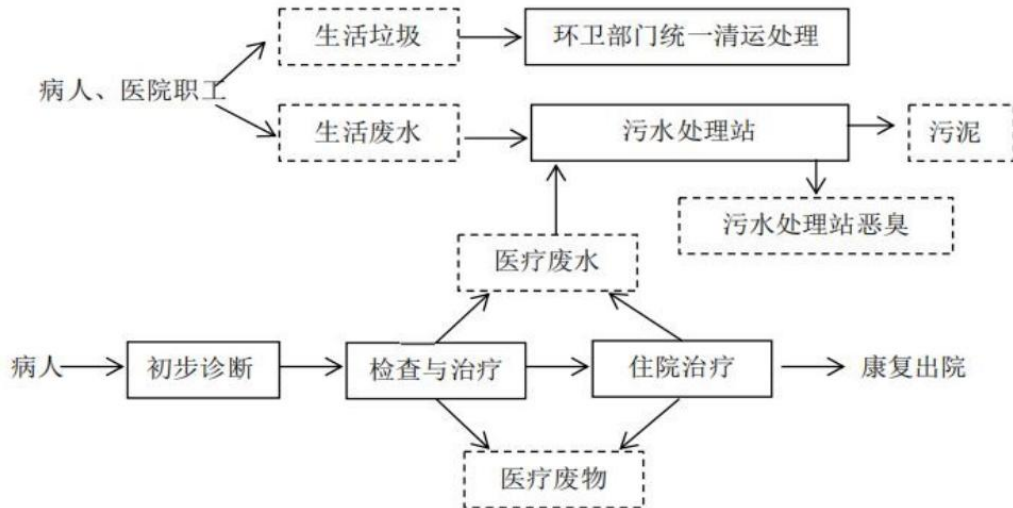 生活垃圾
环卫部门统一清运处理
病人、医院职工
生活废水
污水处理站
污泥
污水处理站恶臭
医疗废水
病人
初步诊断
检查与治疗
住院治疗
康复出院
医疗废物